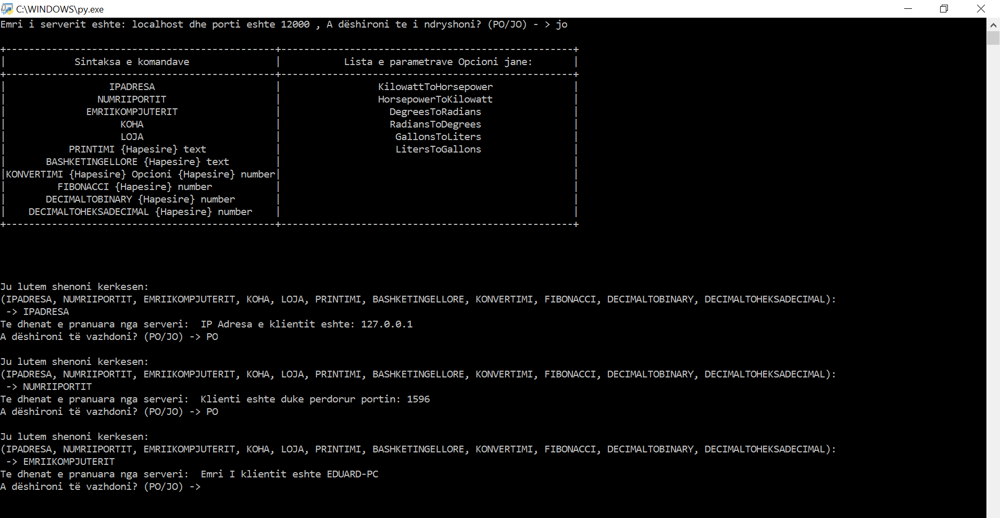 C:\WINDOWS\py.exe
Emri i serverit eshte: localhost dhe porti eshte 12000 , A dëshironi te i ndryshoni? (PO/JO) - > jo
+-----------------------------------------------+---------------------------------------------------+
| Sintaksa e komandave | Lista e parametrave Opcioni jane: |
+-----------------------------------------------+---------------------------------------------------+
| IPADRESA | KilowattToHorsepower |
| NUMRIIPORTIT | HorsepowerToKilowatt |
| EMRIIKOMPJUTERIT | DegreesToRadians |
| KOHA | RadiansToDegrees |
| LOJA | GallonsToLiters |
| PRINTIMI {Hapesire} text | LitersToGallons |
| BASHKETINGELLORE {Hapesire} text | |
|KONVERTIMI {Hapesire} Opcioni {Hapesire} number| |
| FIBONACCI {Hapesire} number | |
| DECIMALTOBINARY {Hapesire} number | |
| DECIMALTOHEKSADECIMAL {Hapesire} number | |
+-----------------------------------------------+---------------------------------------------------+
Ju lutem shenoni kerkesen:
(IPADRESA, NUMRIIPORTIT, EMRIIKOMPJUTERIT, KOHA, LOJA, PRINTIMI, BASHKETINGELLORE, KONVERTIMI, FIBONACCI, DECIMALTOBINARY, DECIMALTOHEKSADECIMAL):
-> IPADRESA
Te dhenat e pranuara nga serveri:  IP Adresa e klientit eshte: 127.0.0.1
A dëshironi të vazhdoni? (PO/JO) -> PO
Ju lutem shenoni kerkesen:
(IPADRESA, NUMRIIPORTIT, EMRIIKOMPJUTERIT, KOHA, LOJA, PRINTIMI, BASHKETINGELLORE, KONVERTIMI, FIBONACCI, DECIMALTOBINARY, DECIMALTOHEKSADECIMAL):
-> NUMRIIPORTIT
Te dhenat e pranuara nga serveri:  Klienti eshte duke perdorur portin: 1596
A dëshironi të vazhdoni? (PO/JO) -> PO
Ju lutem shenoni kerkesen:
(IPADRESA, NUMRIIPORTIT, EMRIIKOMPJUTERIT, KOHA, LOJA, PRINTIMI, BASHKETINGELLORE, KONVERTIMI, FIBONACCI, DECIMALTOBINARY, DECIMALTOHEKSADECIMAL):
-> EMRIIKOMPJUTERIT
Te dhenat e pranuara nga serveri:  Emri I klientit eshte EDUARD-PC
A dëshironi të vazhdoni? (PO/JO) ->